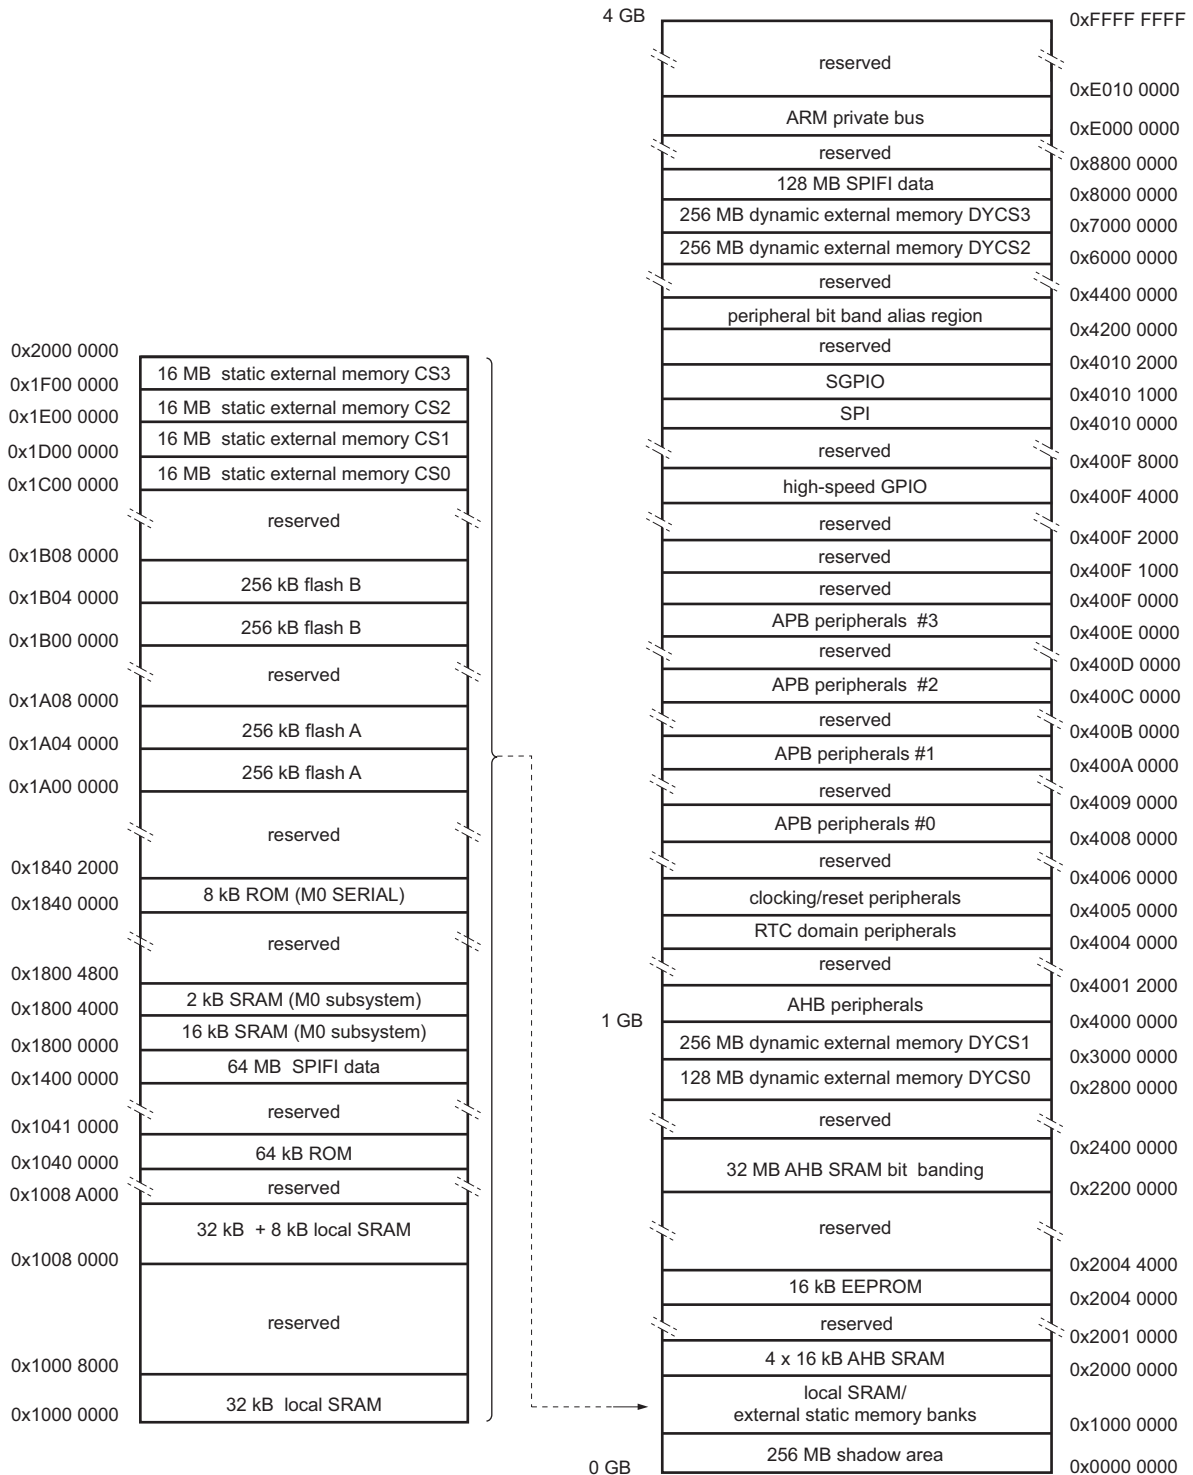 4 GB
0xFFFF FFFF
reserved
0xE010 0000
ARM private bus
0xE000 0000
reserved
0x8800 0000
128 MB SPIFI data
0x8000 0000
256 MB dynamic external memory DYCS3
0x7000 0000
256 MB dynamic external memory DYCS2
0x6000 0000
reserved
0x4400 0000
peripheral bit band alias region
0x4200 0000
reserved
0x4010 2000
SGPIO
0x4010 1000
SPI
0x4010 0000
reserved
0x400F 8000
high-speed GPIO
0x400F 4000
reserved
0x400F 2000
reserved
0x400F 1000
reserved
0x400F 0000
APB peripherals #3
0x400E 0000
reserved
0x400D 0000
APB peripherals #2
0x400C 0000
reserved
0x400B 0000
APB peripherals #1
0x400A 0000
reserved
0x4009 0000
APB peripherals #0
0x4008 0000
reserved
0x4006 0000
clocking/reset peripherals
0x4005 0000
RTC domain peripherals
0x4004 0000
reserved
0x4001 2000
AHB peripherals
1 GB
0x4000 0000
256 MB dynamic external memory DYCS1
0x3000 0000
128 MB dynamic external memory DYCS0
0x2800 0000
reserved
0x2400 0000
32 MB AHB SRAM bit banding
0x2200 0000
reserved
0x2004 4000
16 kB EEPROM
0x2004 0000
reserved
0x2001 0000
4 x 16 kB AHB SRAM
0x2000 0000
local SRAM/
external static memory banks
0x1000 0000
256 MB shadow area
0 GB
0x0000 0000
0x2000 0000
16 MB static external memory CS3
0x1F00 0000
16 MB static external memory CS2
0x1E00 0000
16 MB static external memory CS1
0x1D00 0000
16 MB static external memory CS0
0x1C00 0000
reserved
0x1B08 0000
256 kB flash B
0x1B04 0000
256 kB flash B
0x1B00 0000
reserved
0x1A08 0000
256 kB flash A
0x1A04 0000
256 kB flash A
0x1A00 0000
reserved
0x1840 2000
8 kB ROM (M0 SERIAL)
0x1840 0000
reserved
0x1800 4800
2 kB SRAM (M0 subsystem)
0x1800 4000
16 kB SRAM (M0 subsystem)
0x1800 0000
64 MB SPIFI data
0x1400 0000
reserved
0x1041 0000
64 kB ROM
0x1040 0000
reserved
0x1008 A000
32 kB + 8 kB local SRAM
0x1008 0000
reserved
0x1000 8000
32 kB local SRAM
0x1000 0000